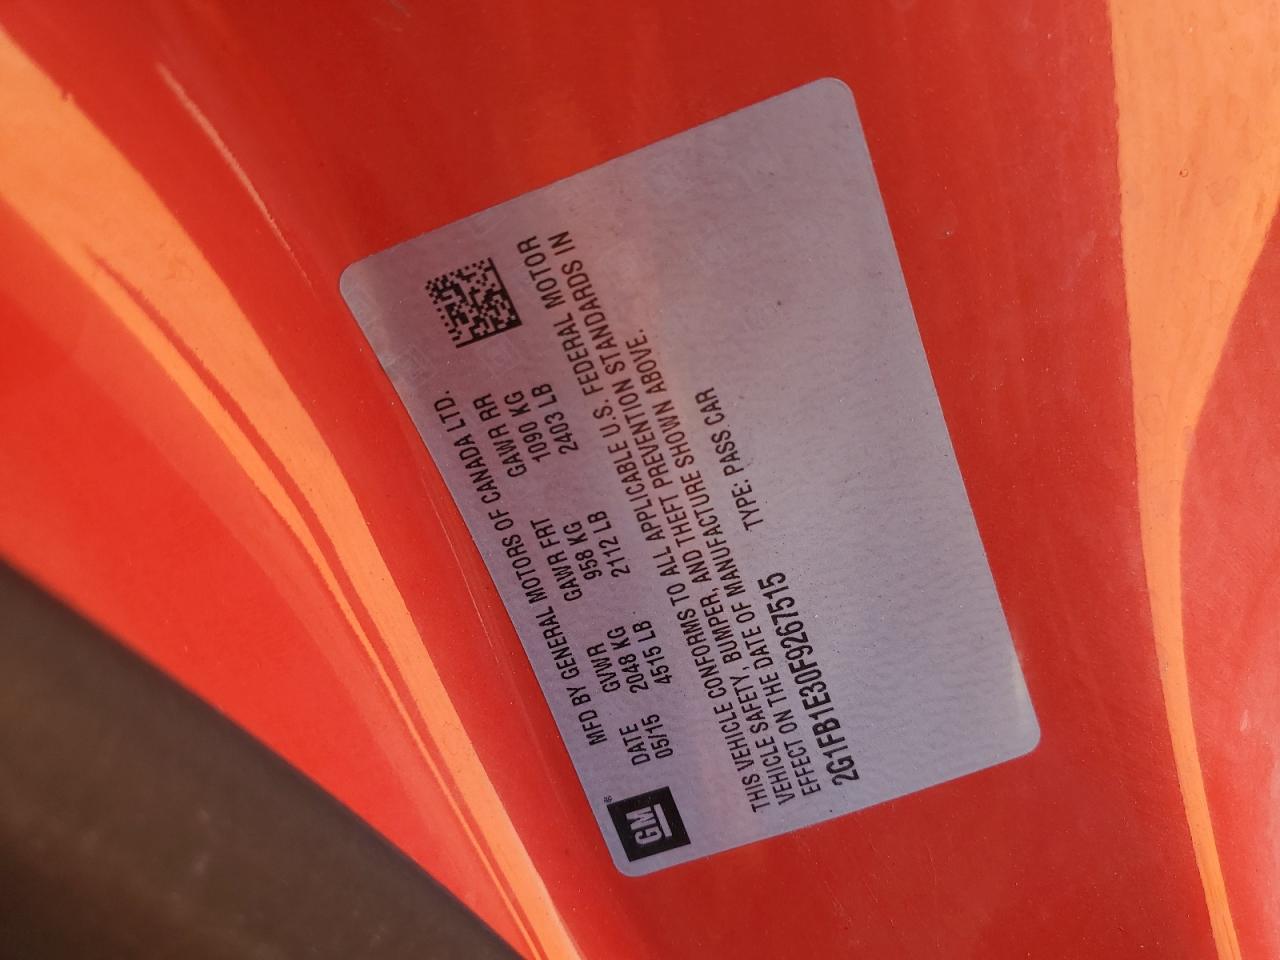 GM
MFD BY GENERAL MOTORS OF CANADA LTD.
DATE GVWR GAWR FRT GAWR RR
05/15 2048 KG 958 KG 1090 KG
4515 LB 2112 LB 2403 LB
THIS VEHICLE CONFORMS TO ALL APPLICABLE U.S. FEDERAL MOTOR
VEHICLE SAFETY, BUMPER, AND THEFT PREVENTION STANDARDS IN
EFFECT ON THE DATE OF MANUFACTURE SHOWN ABOVE.
2G1FB1E30F9267515 TYPE: PASS CAR